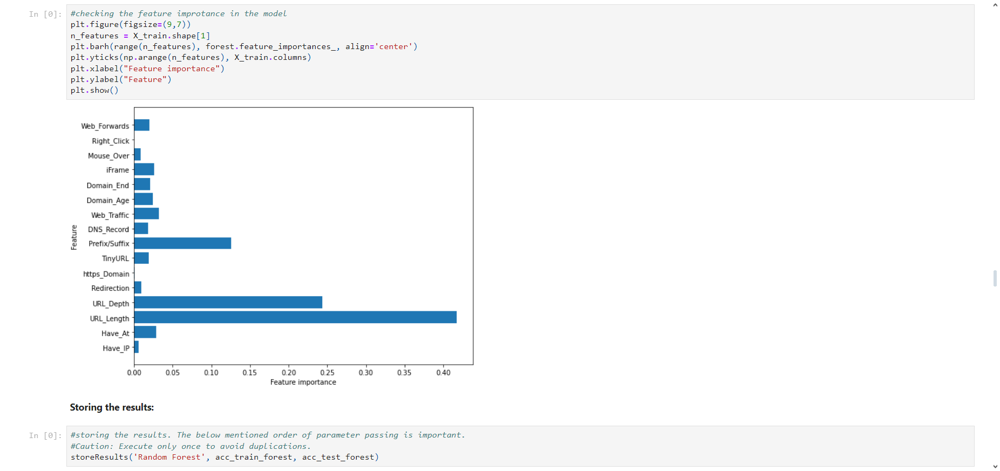 In [0]:
#checking the feature improtance in the model
plt.figure(figsize=(9,7))
n_features = X_train.shape[1]
plt.barh(range(n_features), forest.feature_importances_, align='center')
plt.yticks(np.arange(n_features), X_train.columns)
plt.xlabel("Feature importance")
plt.ylabel("Feature")
plt.show()
Feature
Web_Forwards
Right_Click
Mouse_Over
iFrame
Domain_End
Domain_Age
Web_Traffic
DNS_Record
Prefix/Suffix
TinyURL
https_Domain
Redirection
URL_Depth
URL_Length
Have_At
Have_IP
0.00 0.05 0.10 0.15 0.20 0.25 0.30 0.35 0.40
Feature importance
Storing the results:
In [0]:
#storing the results. The below mentioned order of parameter passing is important.
#Caution: Execute only once to avoid duplications.
storeResults('Random Forest', acc_train_forest, acc_test_forest)